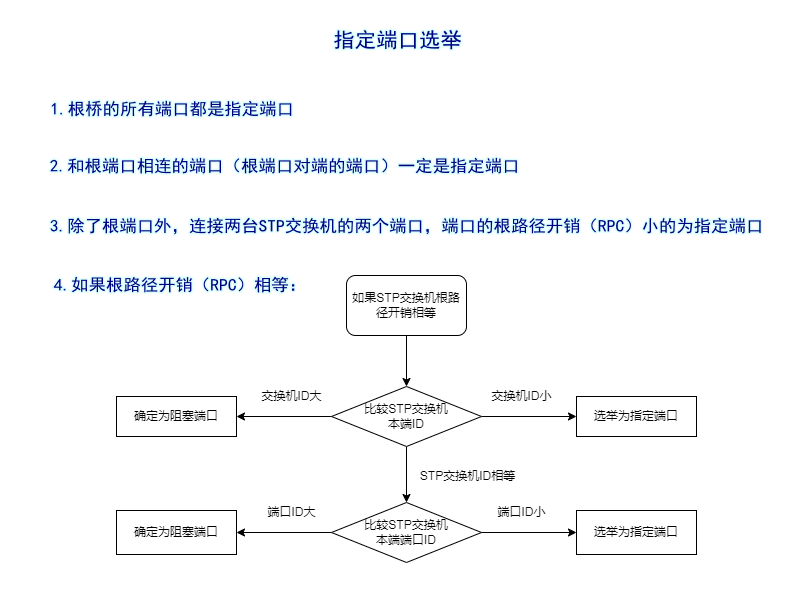 指定端口选举
1.根桥的所有端口都是指定端口
2.和根端口相连的端口（根端口对端的端口）一定是指定端口
3.除了根端口外，连接两台STP交换机的两个端口，端口的根路径开销（RPC）小的为指定端口
4.如果根路径开销（RPC）相等：
如果STP交换机根路
径开销相等
交换机ID大
交换机ID小
确定为阻塞端口
比较STP交换机
本端ID
选举为指定端口
STP交换机ID相等
端口ID大
端口ID小
确定为阻塞端口
比较STP交换机
本端端口ID
选举为指定端口